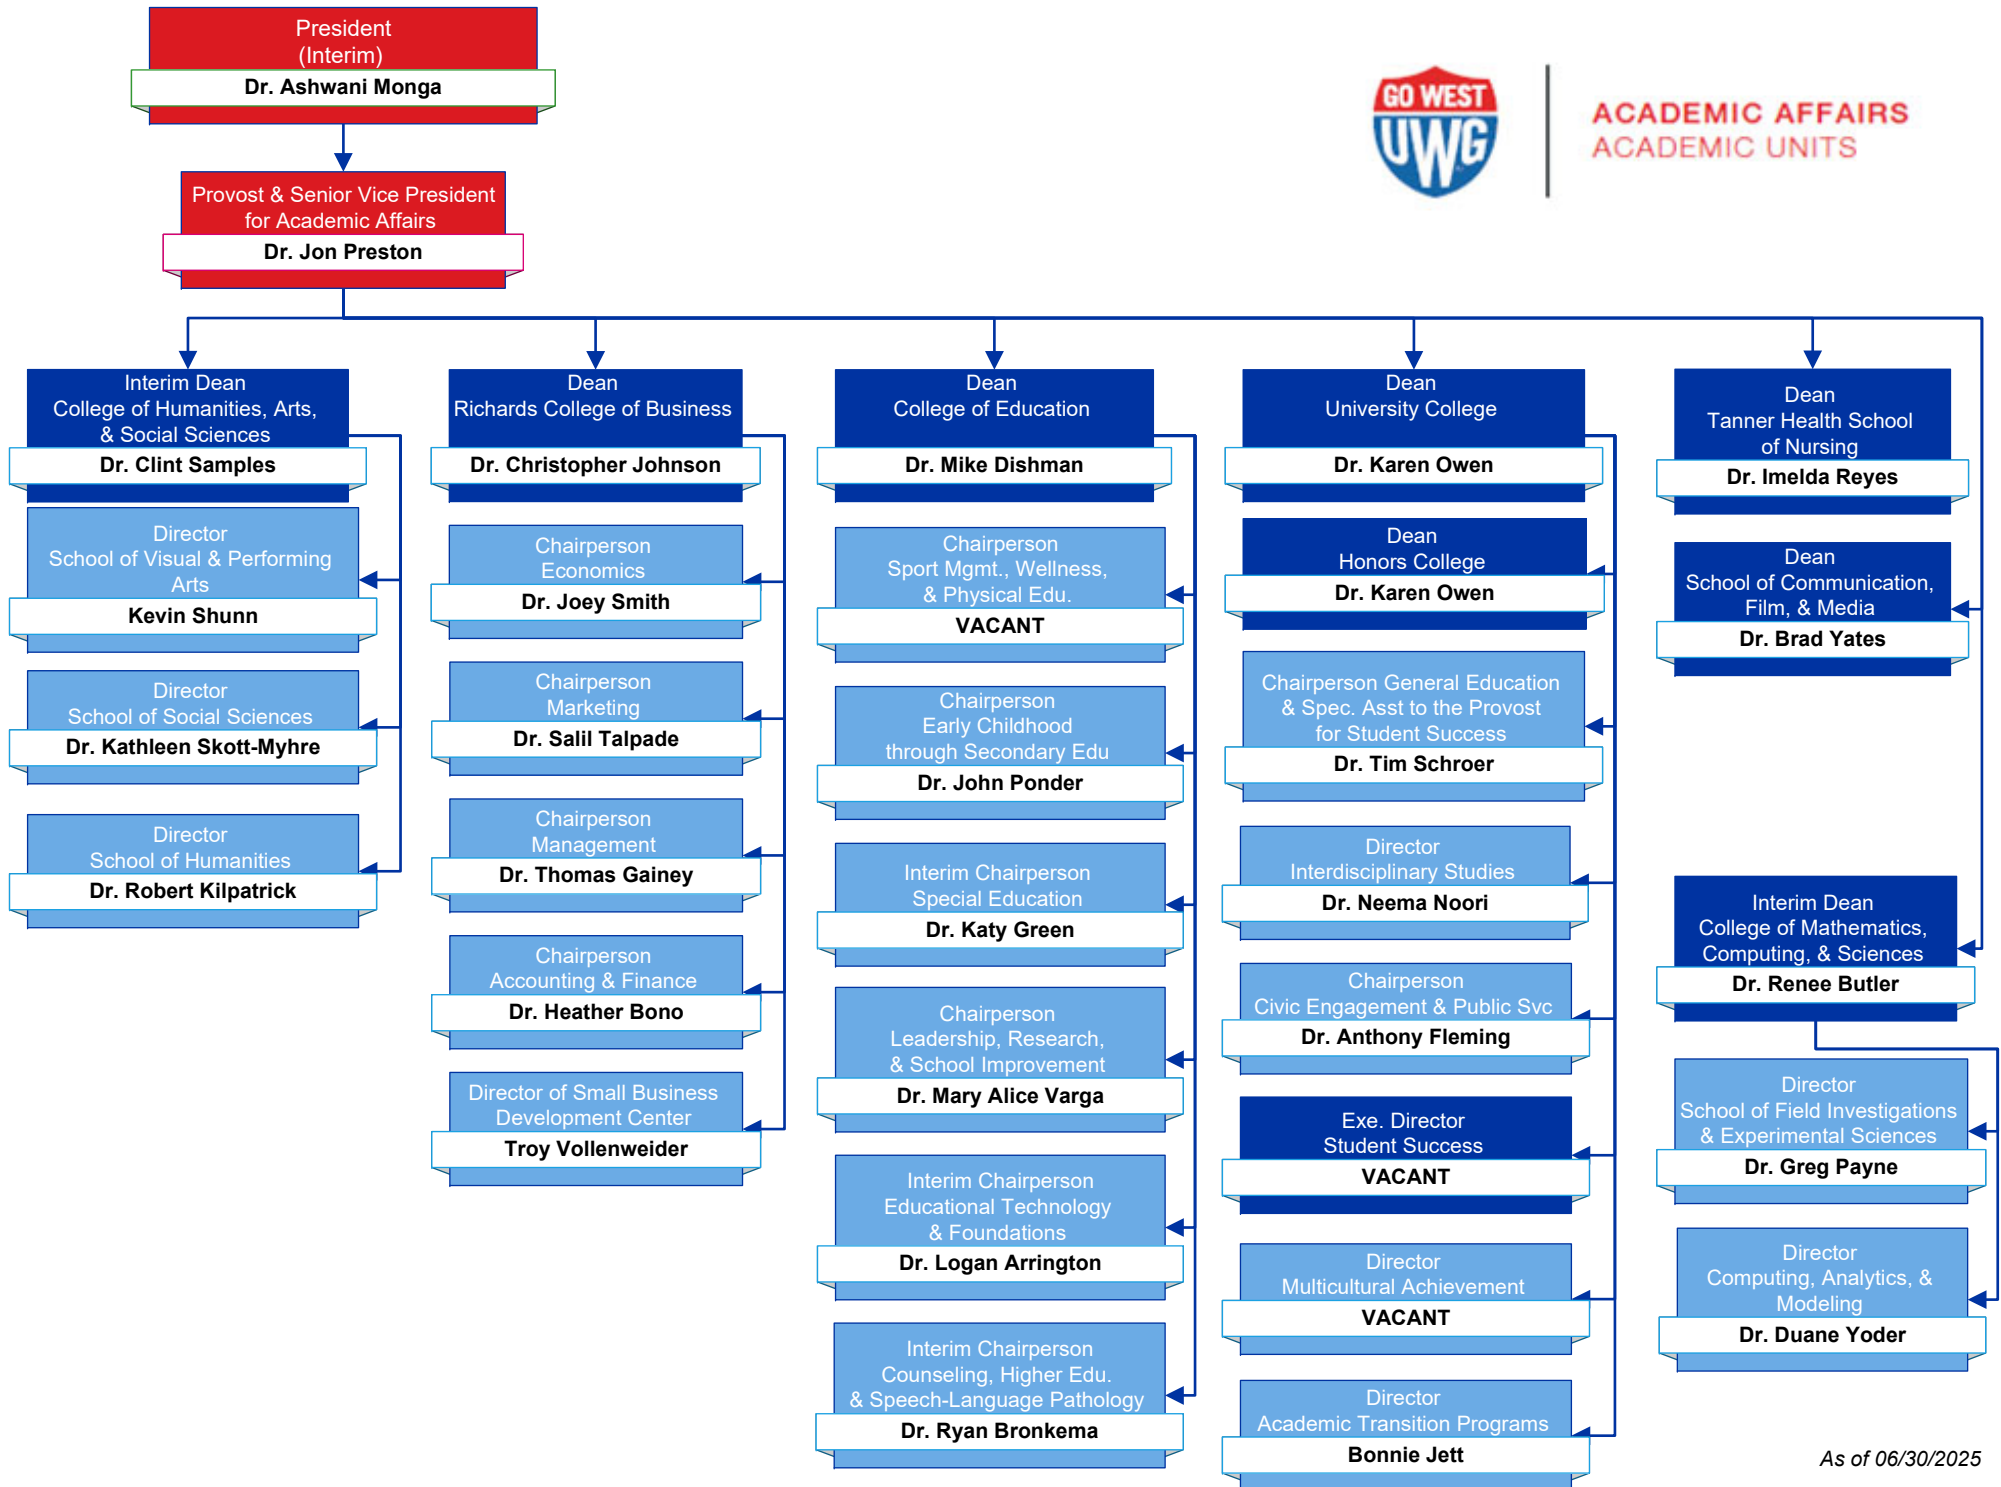 President
(Interim)
Dr. Ashwani Monga
GO WEST
UWG
ACADEMIC AFFAIRS
ACADEMIC UNITS
Provost & Senior Vice President
for Academic Affairs
Dr. Jon Preston
Interim Dean
College of Humanities, Arts,
& Social Sciences
Dr. Clint Samples
Director
School of Visual & Performing
Arts
Kevin Shunn
Director
School of Social Sciences
Dr. Kathleen Skott-Myhre
Director
School of Humanities
Dr. Robert Kilpatrick
Dean
Richards College of Business
Dr. Christopher Johnson
Chairperson
Economics
Dr. Joey Smith
Chairperson
Marketing
Dr. Salil Talpade
Chairperson
Management
Dr. Thomas Gainey
Chairperson
Accounting & Finance
Dr. Heather Bono
Director of Small Business
Development Center
Troy Vollenweider
Dean
College of Education
Dr. Mike Dishman
Chairperson
Sport Mgmt., Wellness,
& Physical Edu.
VACANT
Chairperson
Early Childhood
through Secondary Edu
Dr. John Ponder
Interim Chairperson
Special Education
Dr. Katy Green
Chairperson
Leadership, Research,
& School Improvement
Dr. Mary Alice Varga
Interim Chairperson
Educational Technology
& Foundations
Dr. Logan Arrington
Interim Chairperson
Counseling, Higher Edu.
& Speech-Language Pathology
Dr. Ryan Bronkema
Dean
University College
Dr. Karen Owen
Dean
Honors College
Dr. Karen Owen
Chairperson General Education
& Spec. Asst to the Provost
for Student Success
Dr. Tim Schroer
Director
Interdisciplinary Studies
Dr. Neema Noori
Chairperson
Civic Engagement & Public Svc
Dr. Anthony Fleming
Exe. Director
Student Success
VACANT
Director
Multicultural Achievement
VACANT
Director
Academic Transition Programs
Bonnie Jett
Dean
Tanner Health School
of Nursing
Dr. Imelda Reyes
Dean
School of Communication,
Film, & Media
Dr. Brad Yates
Interim Dean
College of Mathematics,
Computing, & Sciences
Dr. Renee Butler
Director
School of Field Investigations
& Experimental Sciences
Dr. Greg Payne
Director
Computing, Analytics, &
Modeling
Dr. Duane Yoder
As of 06/30/2025